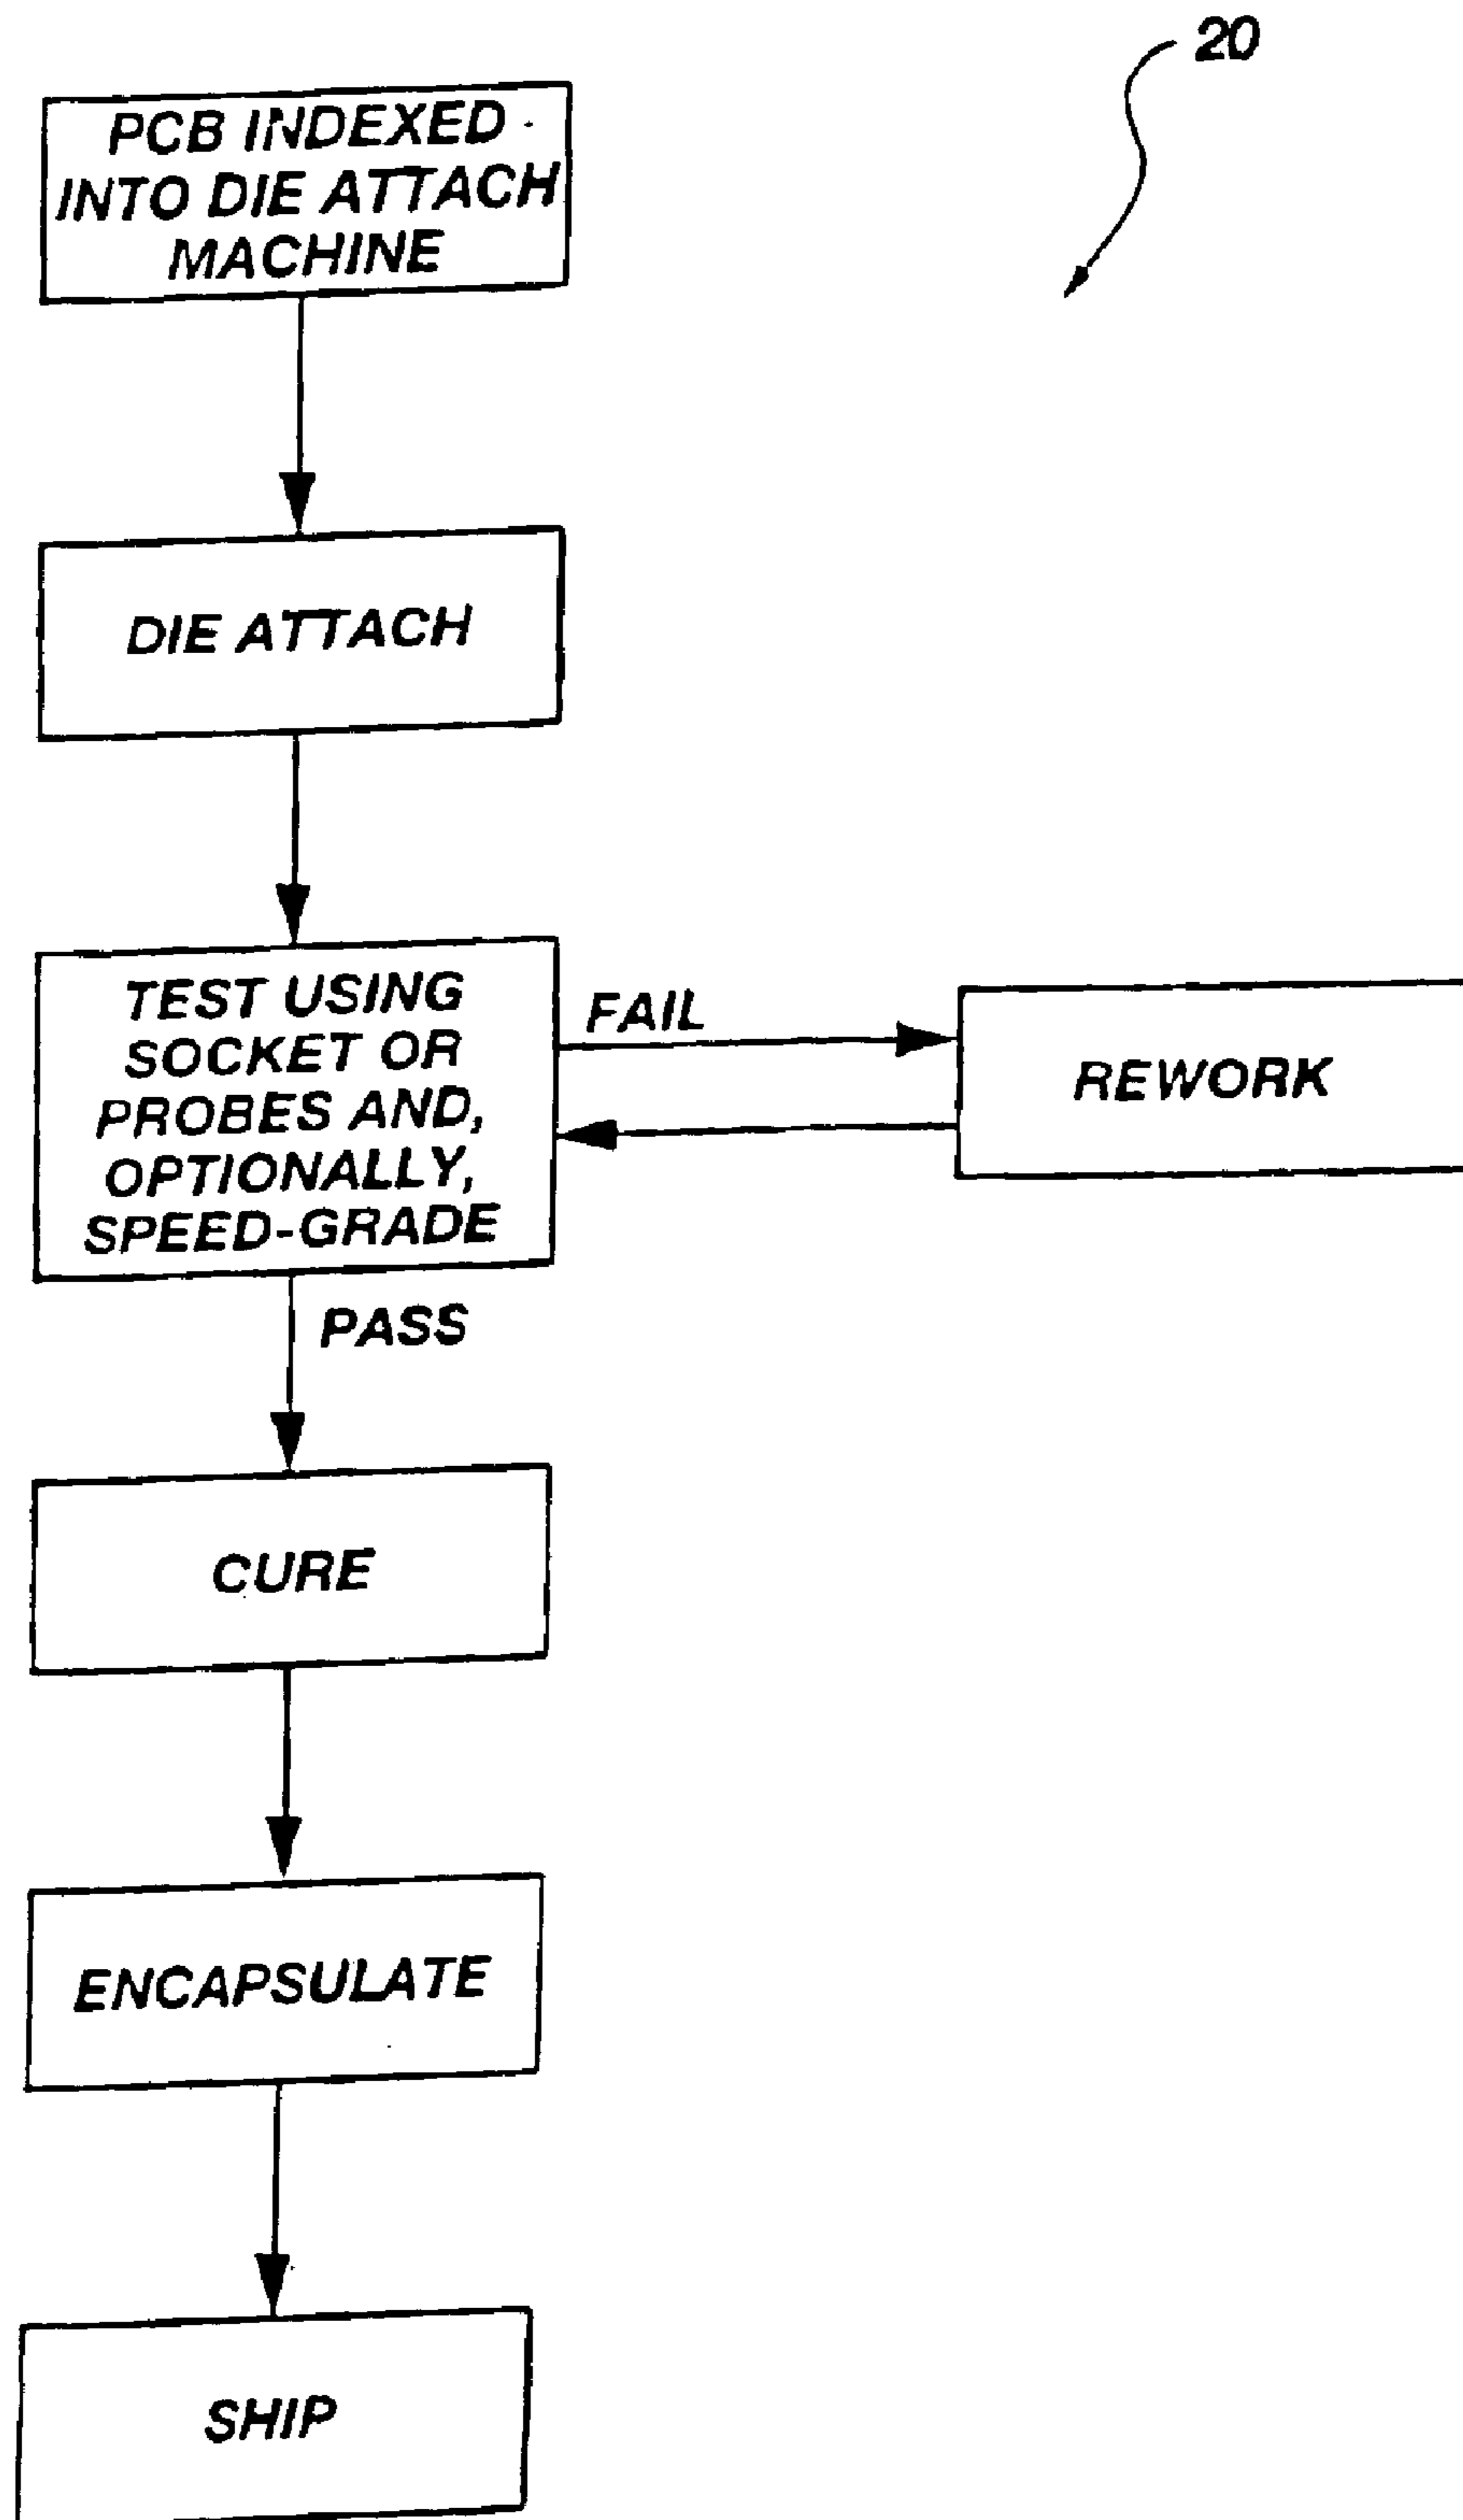 20
PCB INDEXED
INTO DIE ATTACH
MACHINE
DIE ATTACH
TEST USING
SOCKET OR
PROBES AND,
OPTIONALLY,
SPEED-GRADE
FAIL
REWORK
PASS
CURE
ENCAPSULATE
SHIP